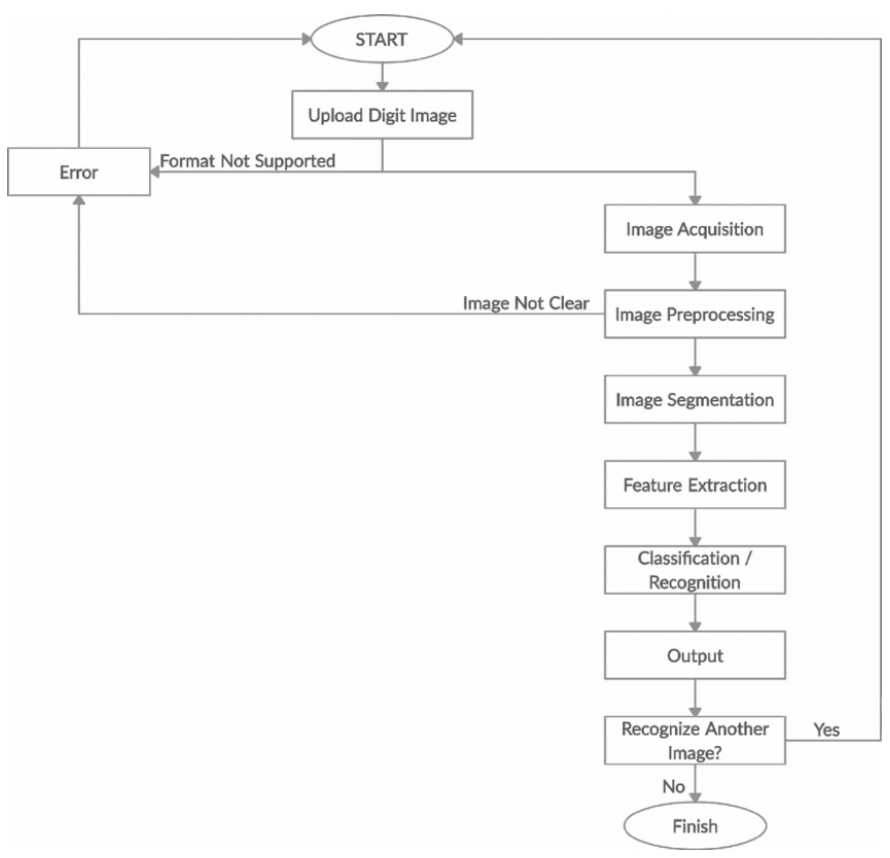 START
Upload Digit Image
Format Not Supported
Error
Image Acquisition
Image Not Clear
Image Preprocessing
Image Segmentation
Feature Extraction
Classification /
Recognition
Output
Recognize Another
Image?
Yes
No
Finish